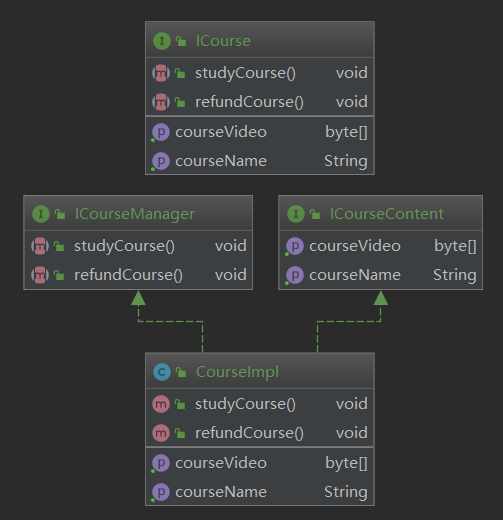 ICourse
studyCourse() void
refundCourse() void
courseVideo byte[]
courseName String
ICourseManager
studyCourse() void
refundCourse() void
ICourseContent
courseVideo byte[]
courseName String
CourseImpl
studyCourse() void
refundCourse() void
courseVideo byte[]
courseName String